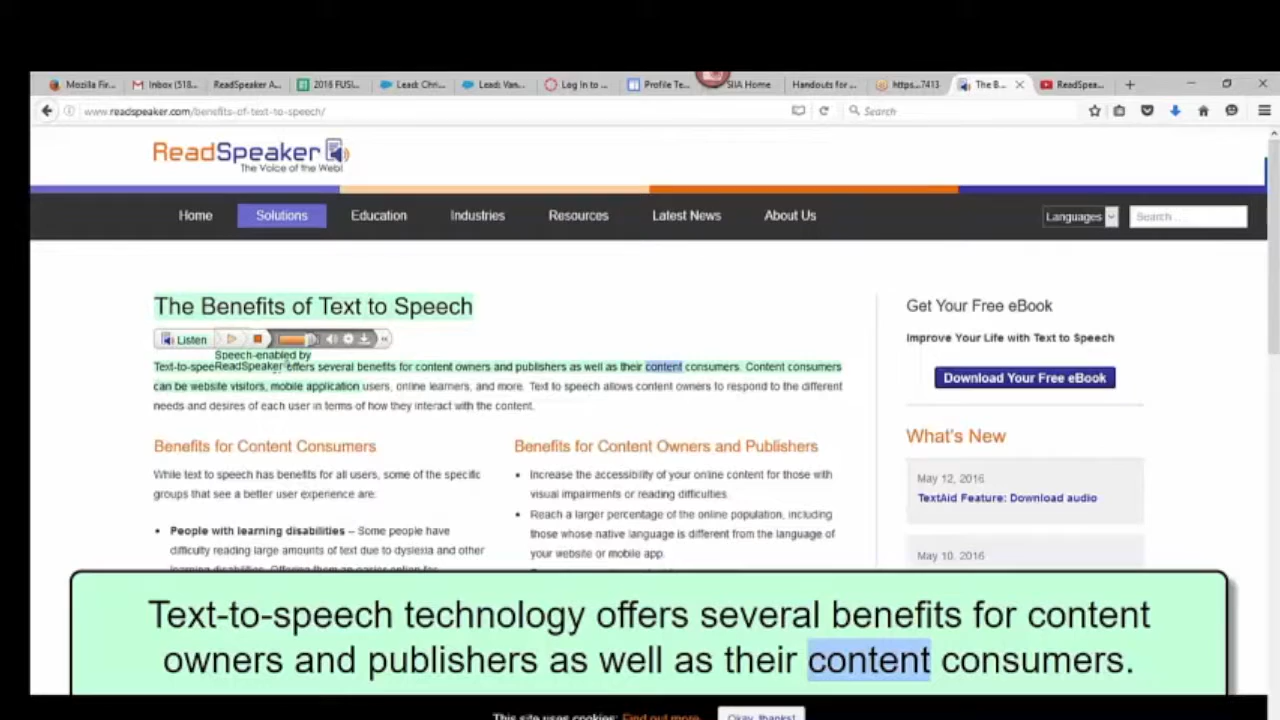 Mozilla Fir... Inbox (518... ReadSpeaker A... 2016 FUSI... Lead: Chri... Lead: Van... Log In to ... Profile Te... SIIA Home Handouts for ... https...7413 The B... ReadSpea...
www.readspeaker.com/benefits-of-text-to-speech/ Search
ReadSpeaker
The Voice of the Web!
Home Solutions Education Industries Resources Latest News About Us Languages Search ...
The Benefits of Text to Speech
Listen
Speech-enabled by
ReadSpeaker
Text-to-spee offers several benefits for content owners and publishers as well as their content consumers. Content consumers
can be website visitors, mobile application users, online learners, and more. Text to speech allows content owners to respond to the different
needs and desires of each user in terms of how they interact with the content.
Benefits for Content Consumers
While text to speech has benefits for all users, some of the specific
groups that see a better user experience are:
• People with learning disabilities – Some people have
difficulty reading large amounts of text due to dyslexia and other
learning disabilities. Offering them an easier option for
Benefits for Content Owners and Publishers
• Increase the accessibility of your online content for those with
visual impairments or reading difficulties.
• Reach a larger percentage of the online population, including
those whose native language is different from the language of
your website or mobile app.
Get Your Free eBook
Improve Your Life with Text to Speech
Download Your Free eBook
What's New
May 12, 2016
TextAid Feature: Download audio
May 10, 2016
Text-to-speech technology offers several benefits for content
owners and publishers as well as their content consumers.
This site uses cookies: Find out more. Okay, thanks!